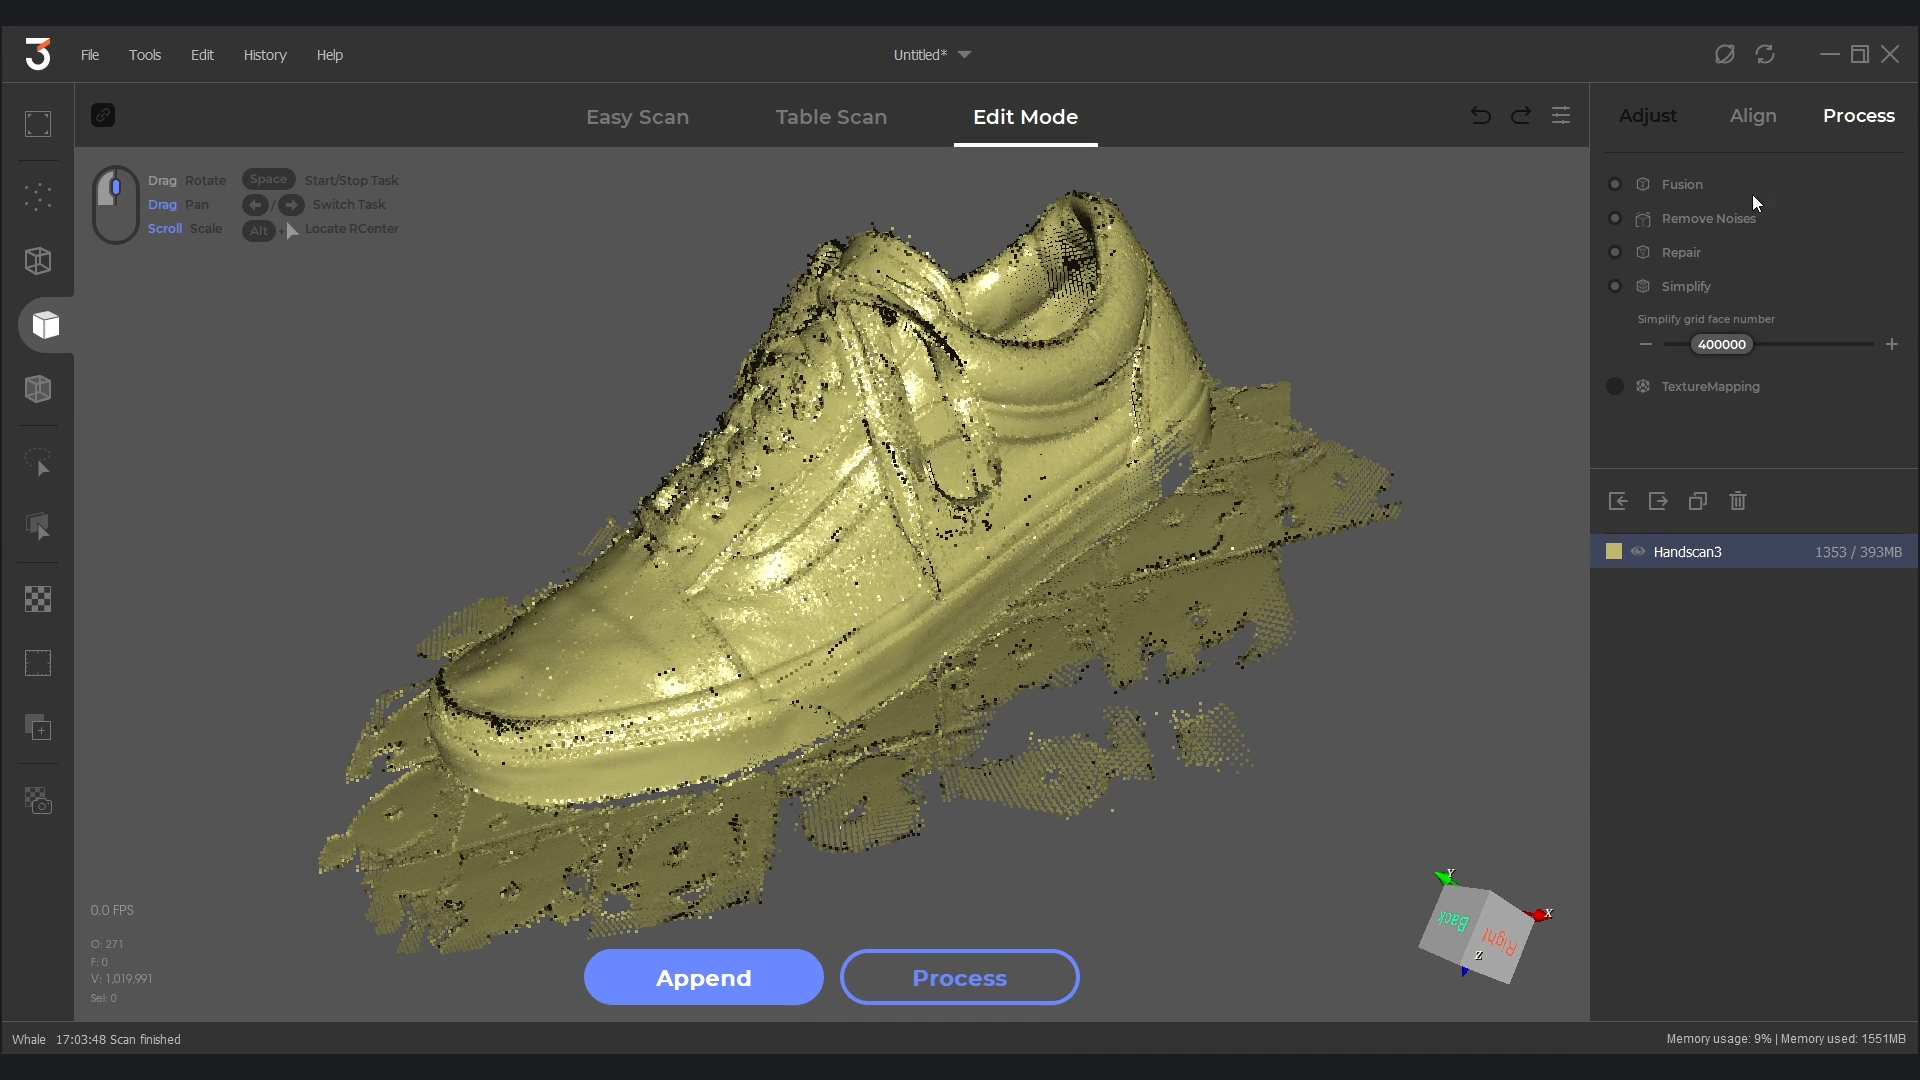 File Tools Edit History Help Untitled*
Easy Scan Table Scan Edit Mode
Adjust Align Process
Drag Rotate Space Start/Stop Task
Drag Pan / Switch Task
Scroll Scale Alt + Locate RCenter
Fusion
Remove Noises
Repair
Simplify
Simplify grid face number
− 400000 +
TextureMapping
Handscan3 1353 / 393MB
0.0 FPS
O: 271
F: 0
V: 1,019,991
Sel: 0
Y
X
Back
Right
Z
Append Process
Whale 17:03:48 Scan finished
Memory usage: 9% | Memory used: 1551MB